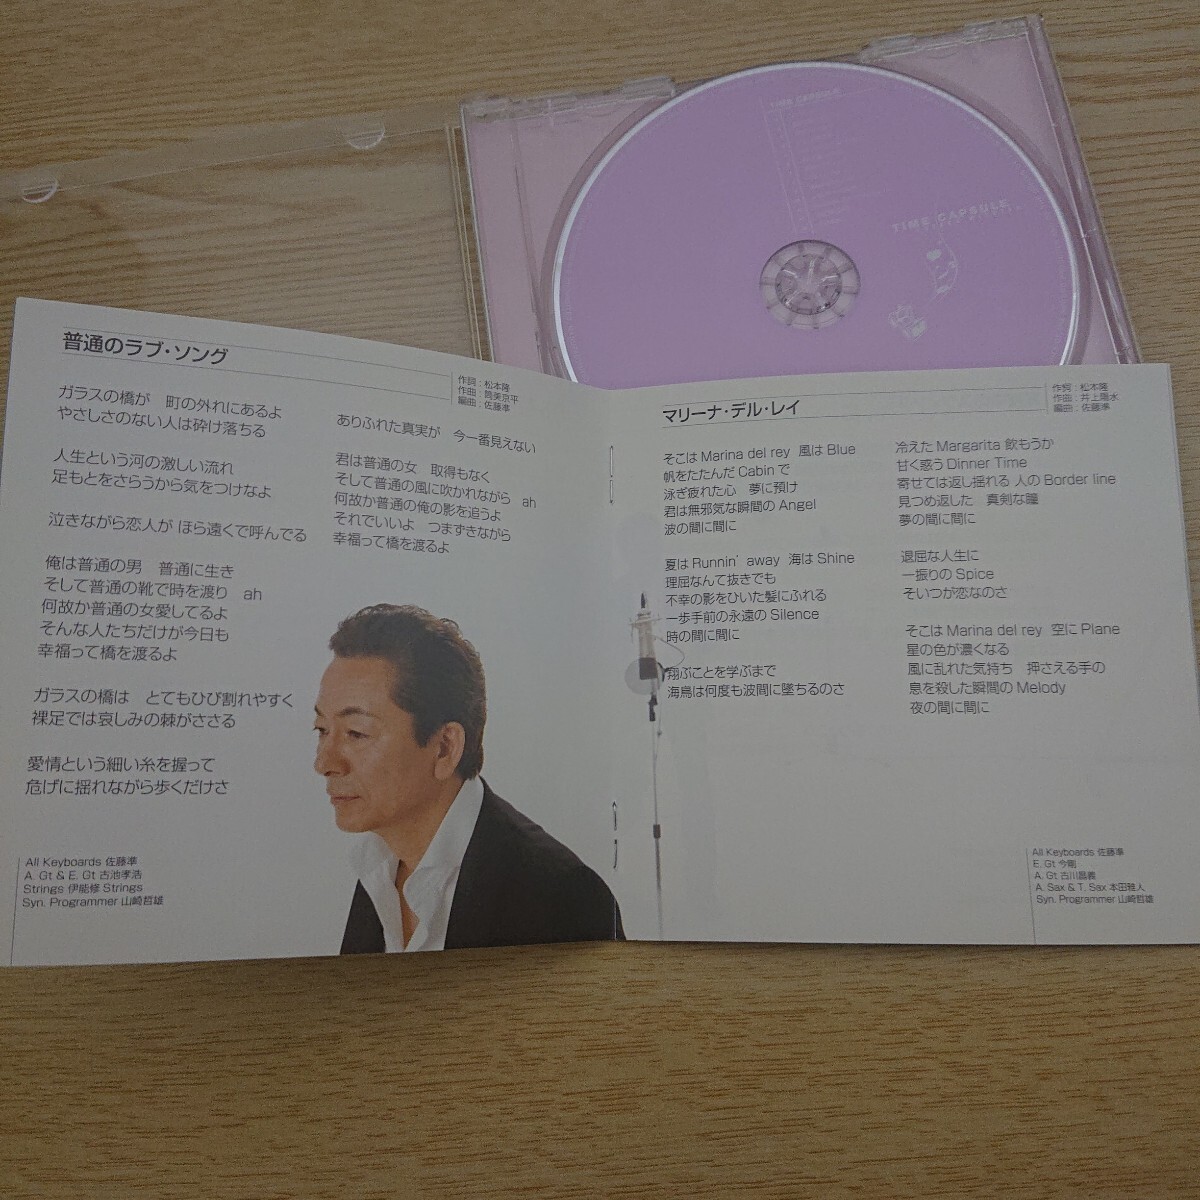 TIME CAPSULE
TIME CAPSULE
普通のラブ・ソング
作詞：松本隆
作曲：筒美京平
編曲：佐藤準
ガラスの橋が　町の外れにあるよ
やさしさのない人は砕け落ちる
人生という河の激しい流れ
足もとをさらうから気をつけなよ
泣きながら恋人が ほら遠くで呼んでる
俺は普通の男　普通に生き
そして普通の靴で時を渡り　ah
何故か普通の女愛してるよ
そんな人たちだけが今日も
幸福って橋を渡るよ
ガラスの橋は　とてもひび割れやすく
裸足では哀しみの棘がささる
愛情という細い糸を握って
危げに揺れながら歩くだけさ
ありふれた真実が　今一番見えない
君は普通の女　取得もなく
そして普通の風に吹かれながら　ah
何故か普通の俺の影を追うよ
それでいいよ　つまずきながら
幸福って橋を渡るよ
All Keyboards 佐藤準
A. Gt & E. Gt 古池孝浩
Strings 伊能修 Strings
Syn. Programmer 山崎哲雄
マリーナ・デル・レイ
作詞：松本隆
作曲：井上陽水
編曲：佐藤準
そこは Marina del rey　風は Blue
帆をたたんだ Cabin で
泳ぎ疲れた心　夢に預け
君は無邪気な瞬間の Angel
波の間に間に
夏は Runnin' away　海は Shine
理屈なんて抜きでも
不幸の影をひいた髪にふれる
一歩手前の永遠の Silence
時の間に間に
翔ぶことを学ぶまで
海鳥は何度も波間に墜ちるのさ
冷えた Margarita 飲もうか
甘く惑う Dinner Time
寄せては返し揺れる 人の Border line
見つめ返した　真剣な瞳
夢の間に間に
退屈な人生に
一振りの Spice
そいつが恋なのさ
そこは Marina del rey　空に Plane
星の色が濃くなる
風に乱れた気持ち　押さえる手の
息を殺した瞬間の Melody
夜の間に間に
All Keyboards 佐藤準
E. Gt 今剛
A. Gt 古川昌義
A. Sax & T. Sax 本田雅人
Syn. Programmer 山崎哲雄